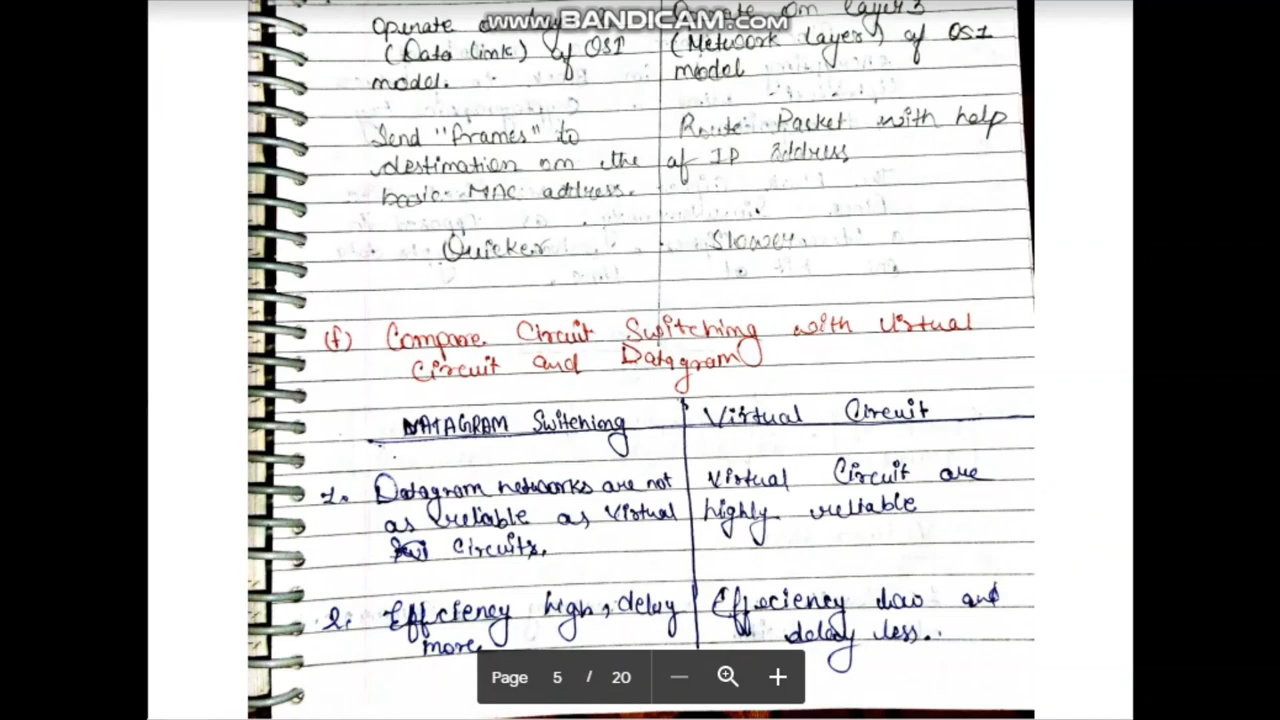 www.BANDICAM.com
Operate
(Data link) of OSI
model.
Send "Frames" to
destination on the
basic MAC address.
Quicker
on Layer 3
(Network Layer) of OSI
model
Route Packet with help
of IP address
Slower.
(f) Compare Circuit Switching with Virtual
Circuit and Datagram
DATAGRAM Switching
Virtual Circuit
1. Datagram networks are not
as reliable as Virtual
Circuits.
Virtual Circuit are
highly reliable
2. Efficiency high, delay
more.
Efficiency low and
delay less..
Page 5 / 20